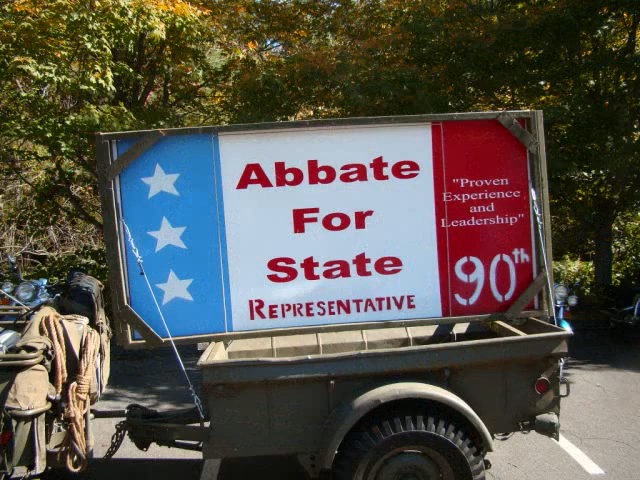 Abbate
For
State
Representative
"Proven
Experience
and
Leadership"
90th